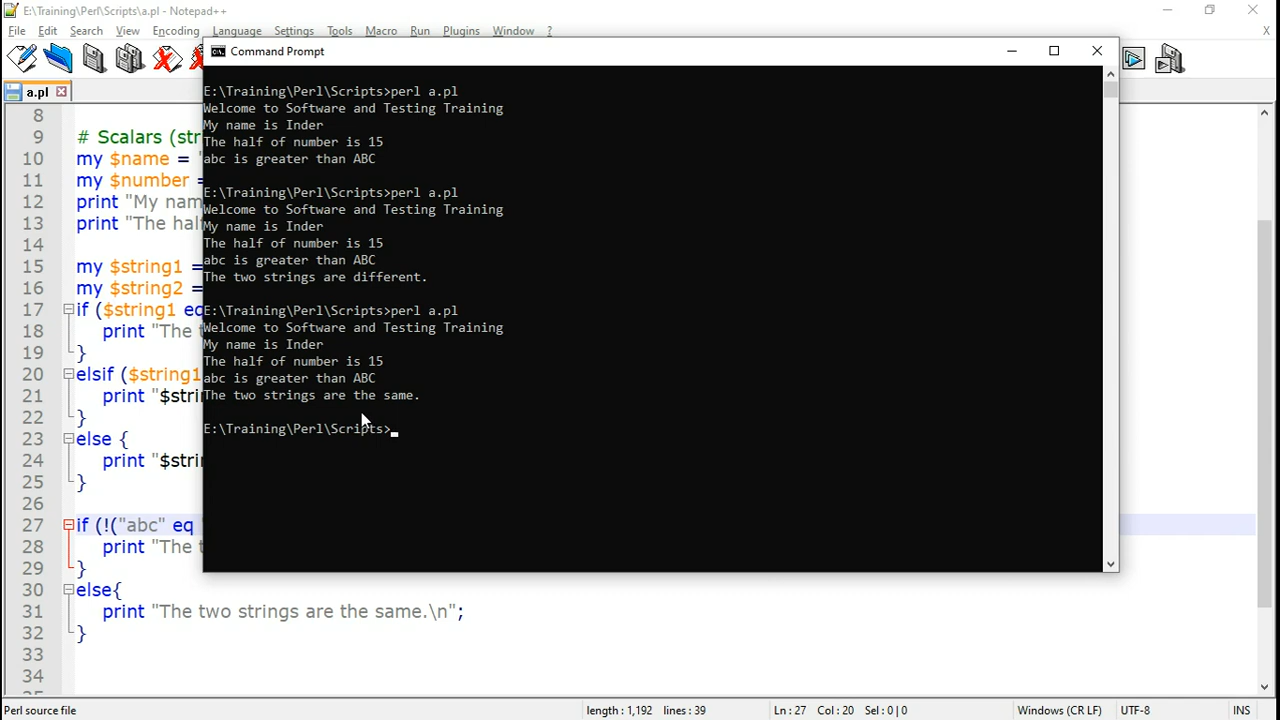 E:\Training\Perl\Scripts\a.pl - Notepad++
File Edit Search View Encoding Language Settings Tools Macro Run Plugins Window ?
X
Command Prompt
a.pl
8
9 # Scalars (str
10 my $name =
11 my $number =
12 print "My nam
13 print "The hal
14
15 my $string1 =
16 my $string2 =
17 if ($string1 eq
18 print "The
19 }
20 elsif ($string1
21 print "$stri
22 }
23 else {
24 print "$stri
25 }
26
27 if (!("abc" eq
28 print "The
29 }
30 else{
31 print "The two strings are the same.\n";
32 }
33
34
E:\Training\Perl\Scripts>perl a.pl
Welcome to Software and Testing Training
My name is Inder
The half of number is 15
abc is greater than ABC
E:\Training\Perl\Scripts>perl a.pl
Welcome to Software and Testing Training
My name is Inder
The half of number is 15
abc is greater than ABC
The two strings are different.
E:\Training\Perl\Scripts>perl a.pl
Welcome to Software and Testing Training
My name is Inder
The half of number is 15
abc is greater than ABC
The two strings are the same.
E:\Training\Perl\Scripts>
Perl source file length : 1,192 lines : 39 Ln : 27 Col : 20 Sel : 0 | 0 Windows (CR LF) UTF-8 INS